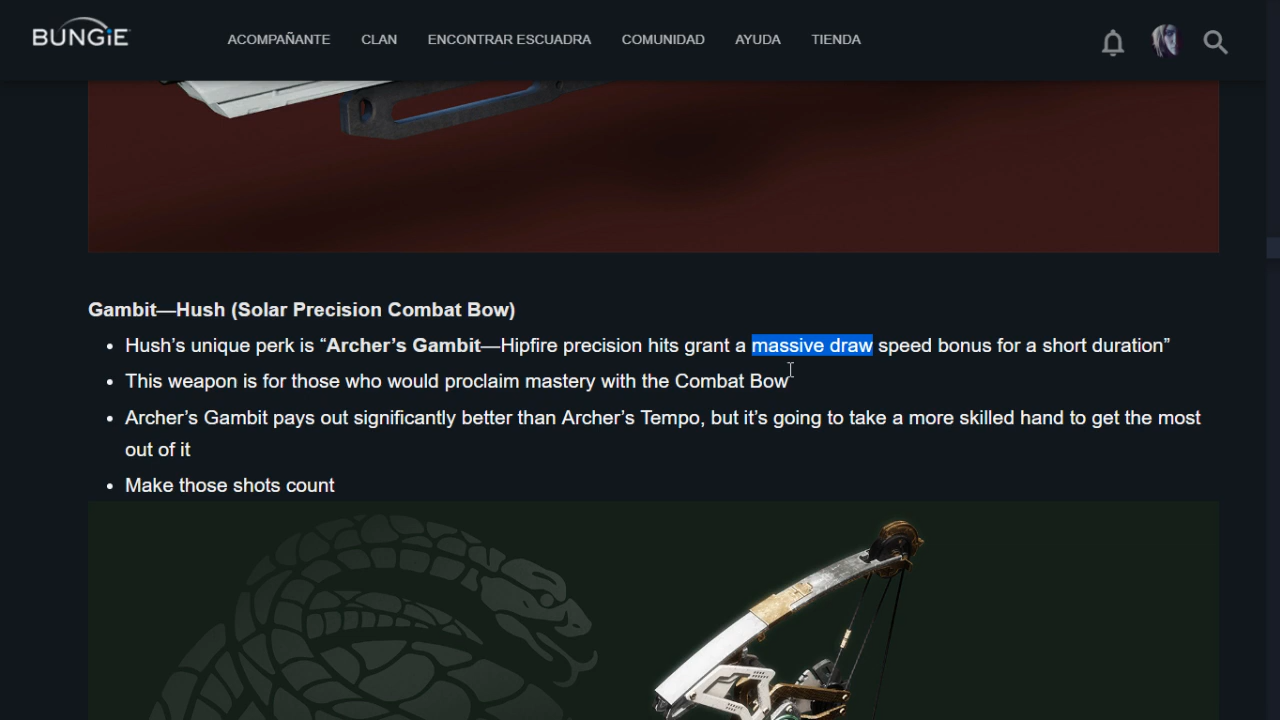 BUNGiE
ACOMPAÑANTE CLAN ENCONTRAR ESCUADRA COMUNIDAD AYUDA TIENDA
Gambit—Hush (Solar Precision Combat Bow)
• Hush’s unique perk is “Archer’s Gambit—Hipfire precision hits grant a massive draw speed bonus for a short duration”
• This weapon is for those who would proclaim mastery with the Combat Bow
• Archer’s Gambit pays out significantly better than Archer’s Tempo, but it’s going to take a more skilled hand to get the most
out of it
• Make those shots count